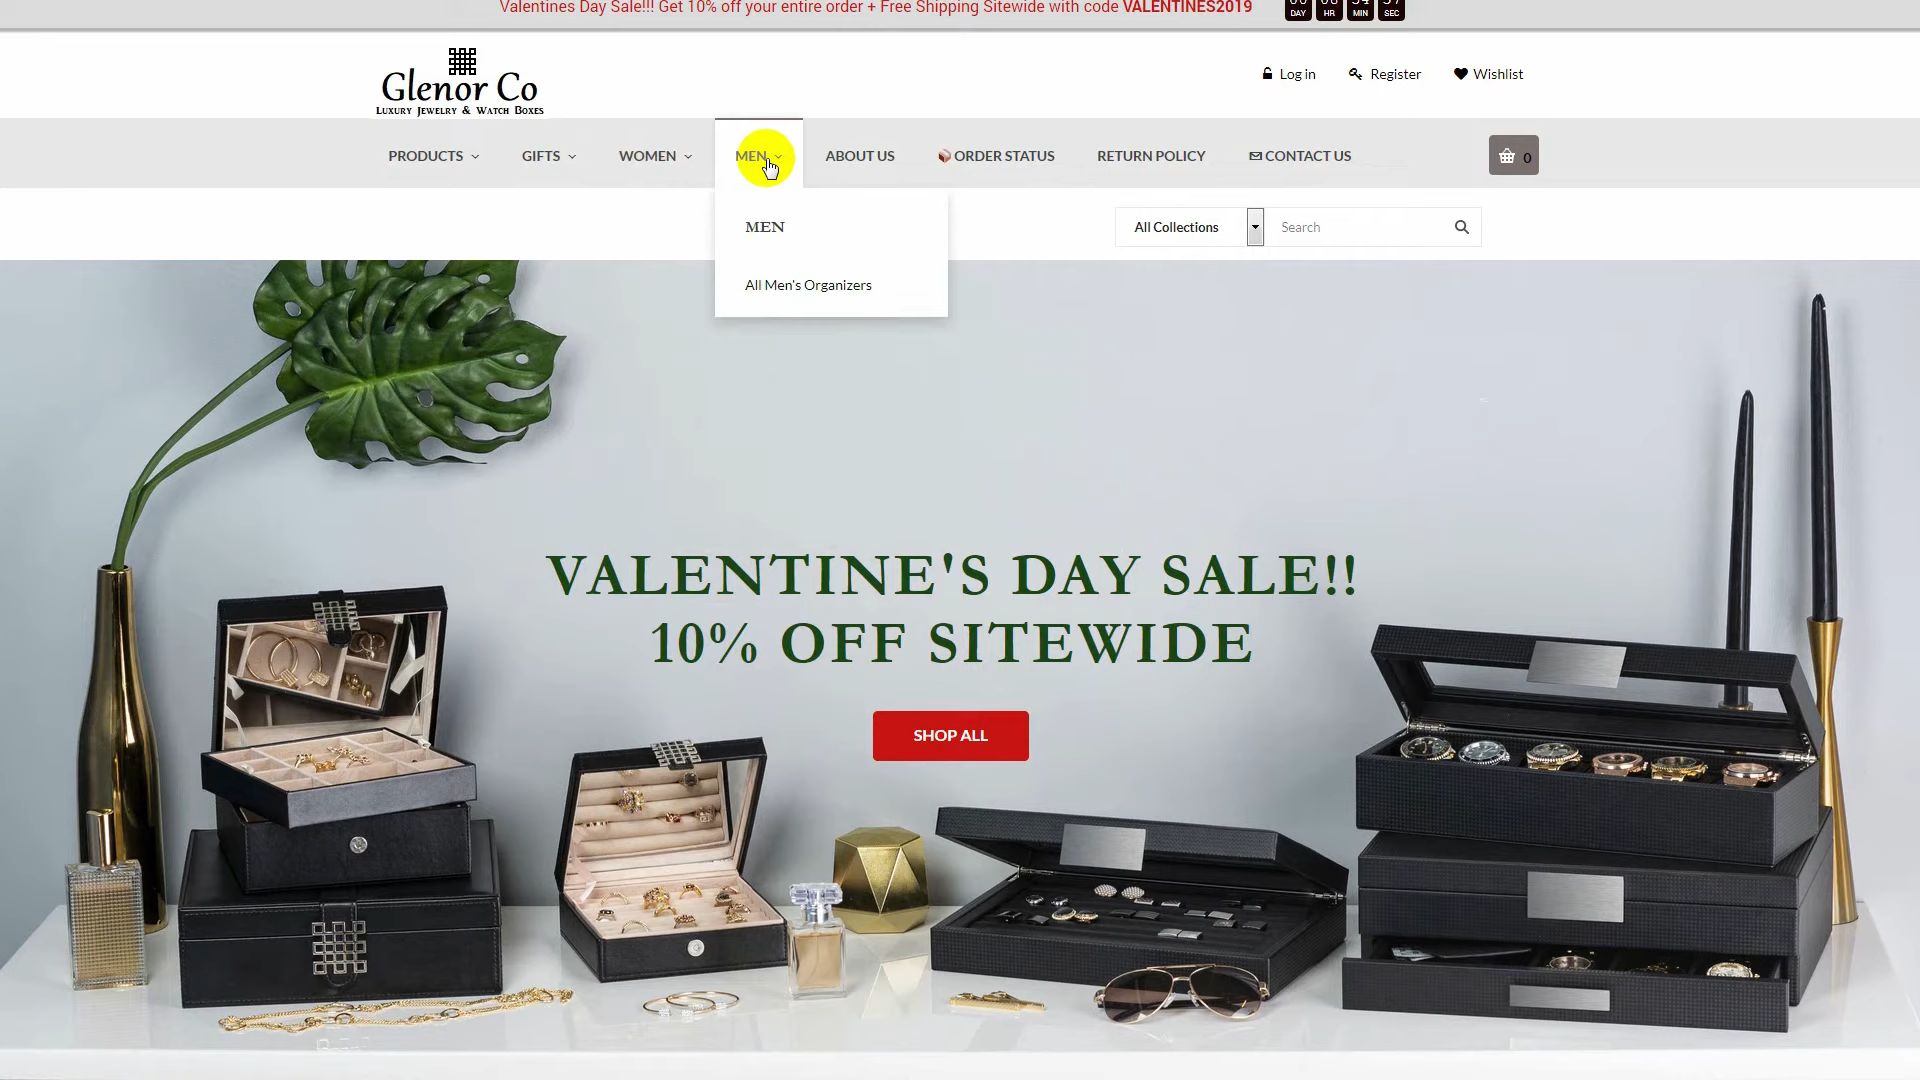 Valentines Day Sale!!! Get 10% off your entire order + Free Shipping Sitewide with code VALENTINES2019
DAY HR MIN SEC
Glenor Co
LUXURY JEWELRY & WATCH BOXES
Log in Register Wishlist
PRODUCTS GIFTS WOMEN MEN ABOUT US ORDER STATUS RETURN POLICY CONTACT US 0
MEN
All Collections Search
All Men's Organizers
VALENTINE'S DAY SALE!!
10% OFF SITEWIDE
SHOP ALL